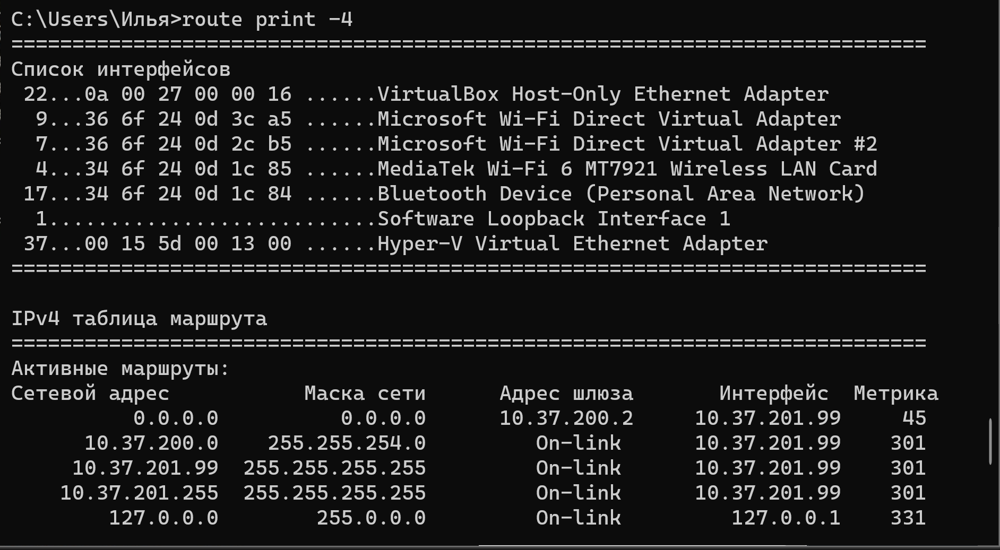 C:\Users\Илья>route print -4
===========================================================================
Список интерфейсов
 22...0a 00 27 00 00 16 ......VirtualBox Host-Only Ethernet Adapter
  9...36 6f 24 0d 3c a5 ......Microsoft Wi-Fi Direct Virtual Adapter
  7...36 6f 24 0d 2c b5 ......Microsoft Wi-Fi Direct Virtual Adapter #2
  4...34 6f 24 0d 1c 85 ......MediaTek Wi-Fi 6 MT7921 Wireless LAN Card
 17...34 6f 24 0d 1c 84 ......Bluetooth Device (Personal Area Network)
  1...........................Software Loopback Interface 1
 37...00 15 5d 00 13 00 ......Hyper-V Virtual Ethernet Adapter
===========================================================================

IPv4 таблица маршрута
===========================================================================
Активные маршруты:
Сетевой адрес           Маска сети      Адрес шлюза       Интерфейс  Метрика
          0.0.0.0          0.0.0.0      10.37.200.2     10.37.201.99     45
      10.37.200.0    255.255.254.0         On-link      10.37.201.99    301
     10.37.201.99  255.255.255.255         On-link      10.37.201.99    301
    10.37.201.255  255.255.255.255         On-link      10.37.201.99    301
        127.0.0.0        255.0.0.0         On-link         127.0.0.1    331